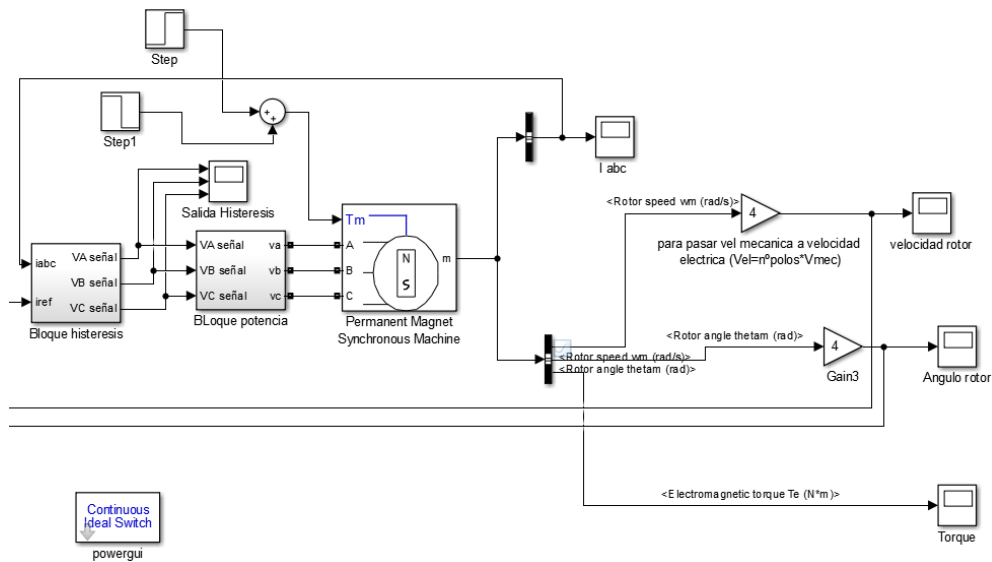 Step
Step1
+
+
I abc
Salida Histeresis
<Rotor speed wm (rad/s)>
4
velocidad rotor
para pasar vel mecanica a velocidad
electrica (Vel=nºpolos*Vmec)
Tm
N
S
A
B
C
m
Permanent Magnet
Synchronous Machine
VA señal
VB señal
VC señal
va
vb
vc
BLoque potencia
iabc
iref
VA señal
VB señal
VC señal
Bloque histeresis
<Rotor angle thetam (rad)>
<Rotor speed wm (rad/s)>
<Rotor angle thetam (rad)>
4
Gain3
Angulo rotor
<Electromagnetic torque Te (N*m)>
Torque
Continuous
Ideal Switch
powergui